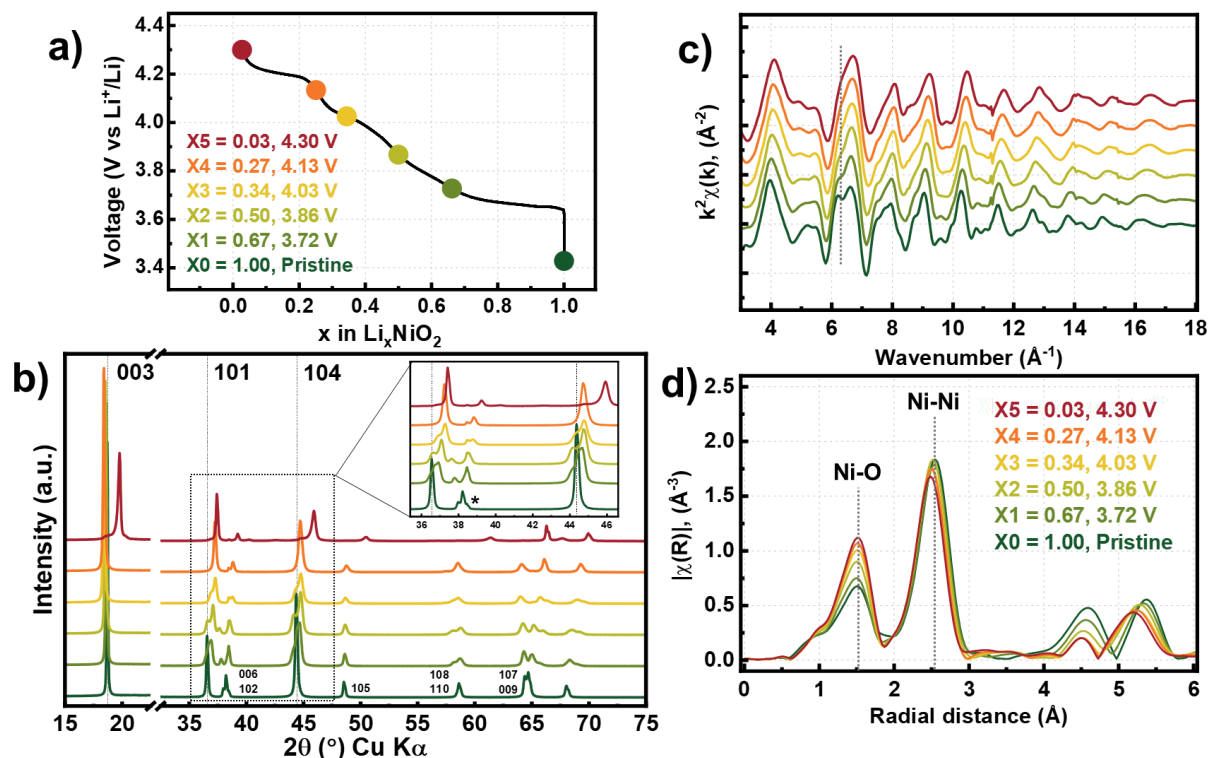 a)
Voltage (V vs Li⁺/Li)
4.4
4.2
4.0
3.8
3.6
3.4
X5 = 0.03, 4.30 V
X4 = 0.27, 4.13 V
X3 = 0.34, 4.03 V
X2 = 0.50, 3.86 V
X1 = 0.67, 3.72 V
X0 = 1.00, Pristine
0.0 0.2 0.4 0.6 0.8 1.0
x in LiₓNiO₂
b)
Intensity (a.u.)
003 101 104
*
36 38 40 42 44 46
006
102
105
108
110
107
009
15 20 35 40 45 50 55 60 65 70 75
2θ (°) Cu Kα
c)
k²χ(k), (Å⁻²)
4 6 8 10 12 14 16 18
Wavenumber (Å⁻¹)
d)
|χ(R)|, (Å⁻³)
2.5
2.0
1.5
1.0
0.5
0.0
Ni-O
Ni-Ni
X5 = 0.03, 4.30 V
X4 = 0.27, 4.13 V
X3 = 0.34, 4.03 V
X2 = 0.50, 3.86 V
X1 = 0.67, 3.72 V
X0 = 1.00, Pristine
0 1 2 3 4 5 6
Radial distance (Å)